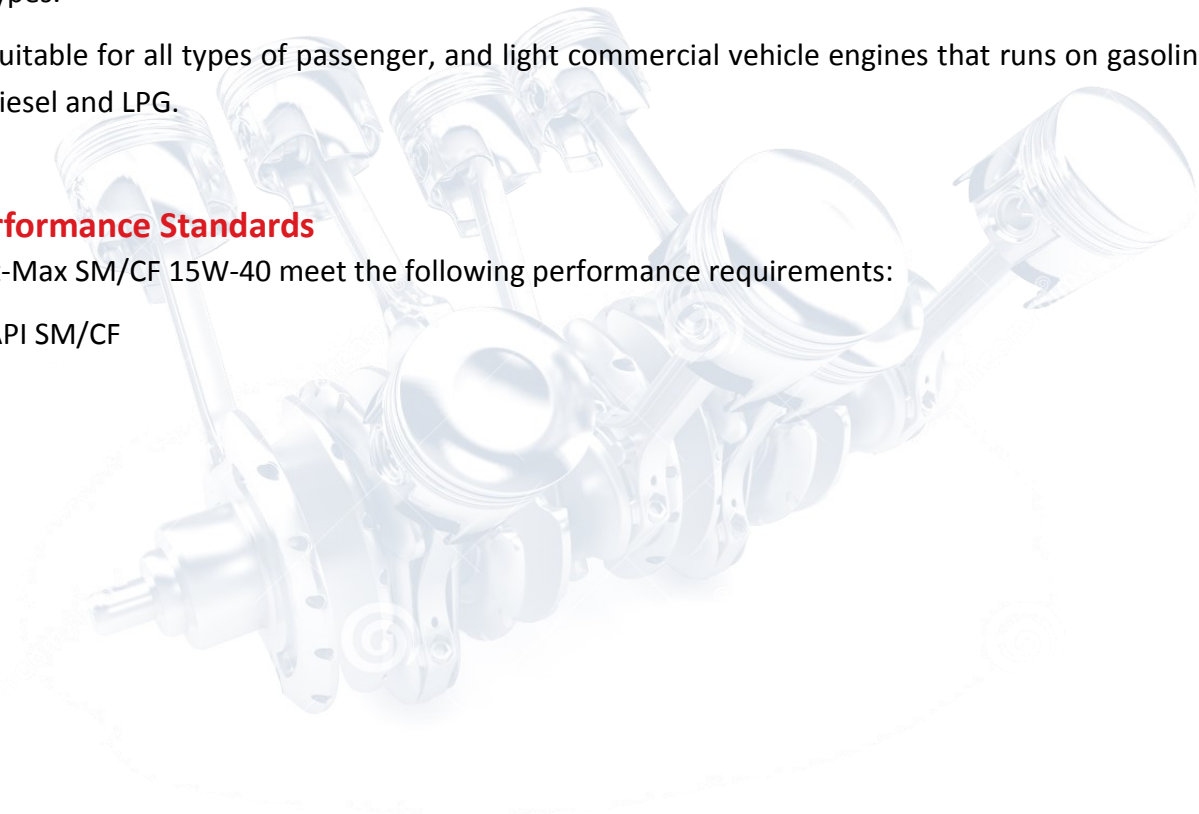 ypes.
uitable for all types of passenger, and light commercial vehicle engines that runs on gasolin
iesel and LPG.
rformance Standards
-Max SM/CF 15W-40 meet the following performance requirements:
API SM/CF